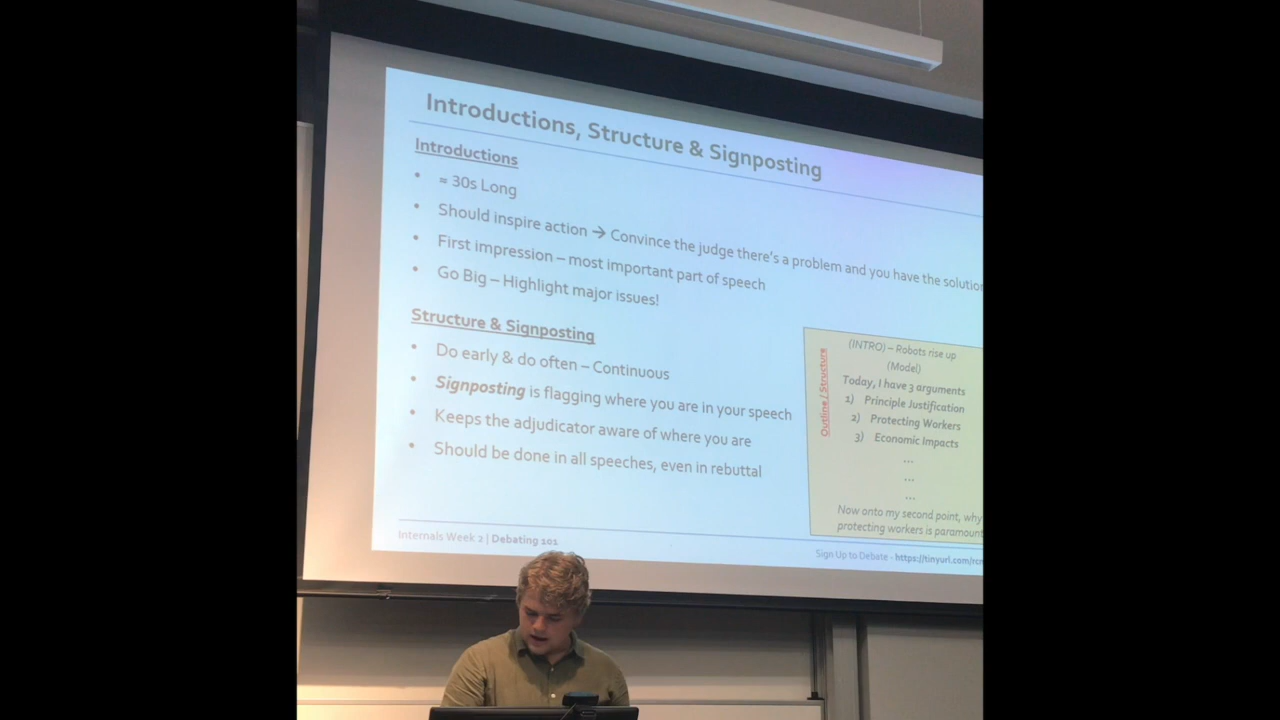 Introductions, Structure & Signposting
Introductions
• ≈ 30s Long
• Should inspire action → Convince the judge there's a problem and you have the solution
• First impression – most important part of speech
• Go Big – Highlight major issues!
Structure & Signposting
• Do early & do often – Continuous
• Signposting is flagging where you are in your speech
• Keeps the adjudicator aware of where you are
• Should be done in all speeches, even in rebuttal
Outline / Structure
(INTRO) – Robots rise up
(Model)
Today, I have 3 arguments
1) Principle Justification
2) Protecting Workers
3) Economic Impacts
...
...
...
Now onto my second point, why
protecting workers is paramount
Internals Week 2 | Debating 101
Sign Up to Debate - https://tinyurl.com/rcn